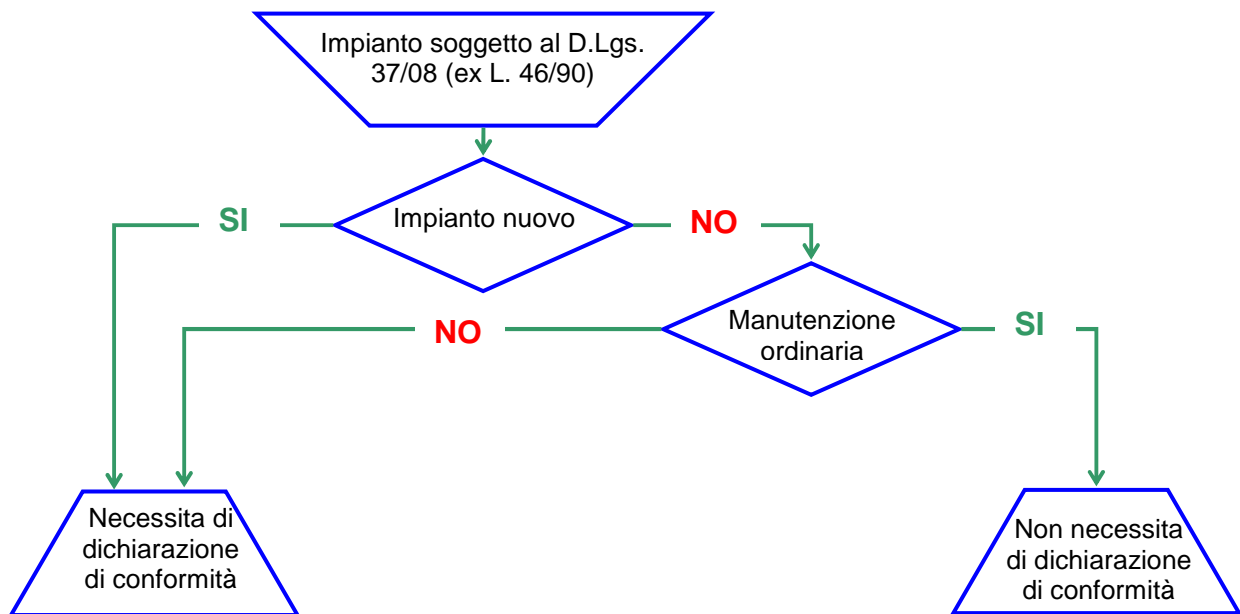 Impianto soggetto al D.Lgs.
37/08 (ex L. 46/90)
SI
Impianto nuovo
NO
NO
Manutenzione
ordinaria
SI
Necessita di
dichiarazione
di conformità
Non necessita
di dichiarazione
di conformità